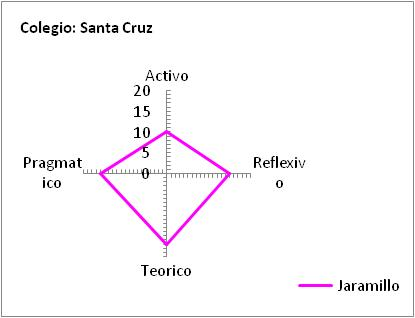 Colegio: Santa Cruz
Activo
20
15
10
5
0
Pragmat
ico
Reflexiv
o
Teorico
Jaramillo